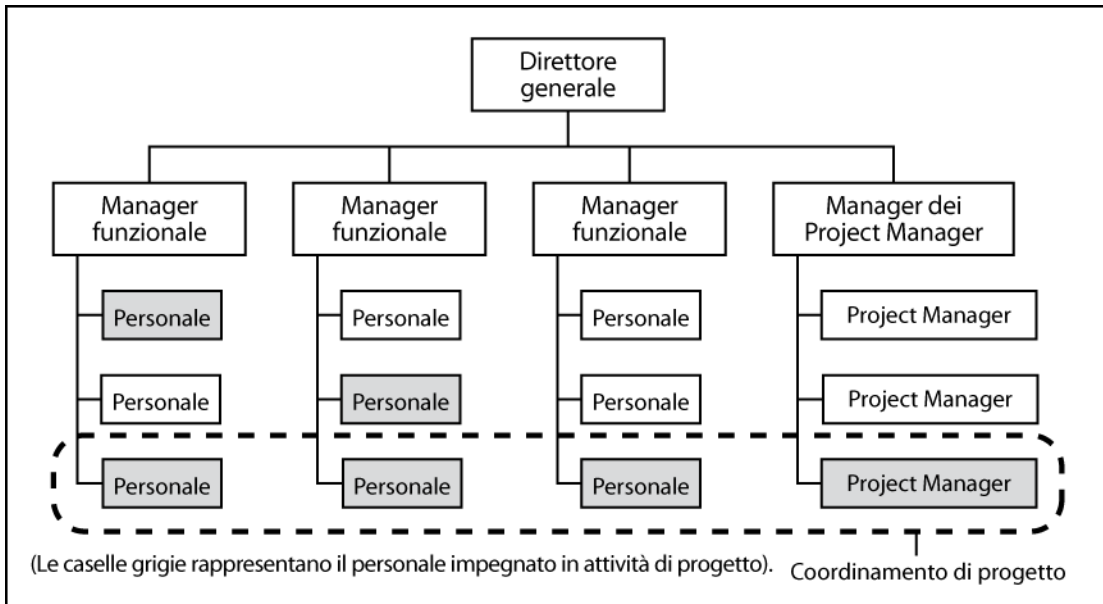 Direttore
generale
Manager
funzionale
Manager
funzionale
Manager
funzionale
Manager dei
Project Manager
Personale
Personale
Personale
Project Manager
Personale
Personale
Personale
Project Manager
Personale
Personale
Personale
Project Manager
(Le caselle grigie rappresentano il personale impegnato in attività di progetto).
Coordinamento di progetto